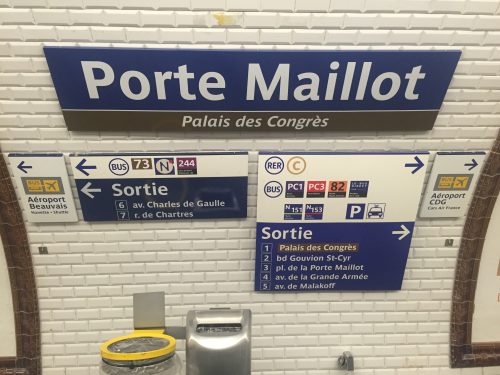 Porte Maillot
Palais des Congrès
Aéroport
Beauvais
Navette - Shuttle
BUS 73 N 244
Sortie
6 av. Charles de Gaulle
7 r. de Chartres
RER C
BUS PC1 PC3 82
N151 N153 P
Sortie
1 Palais des Congrès
2 bd Gouvion St-Cyr
3 pl. de la Porte Maillot
4 av. de la Grande Armée
5 av. de Malakoff
Aéroport
CDG
Cars Air France